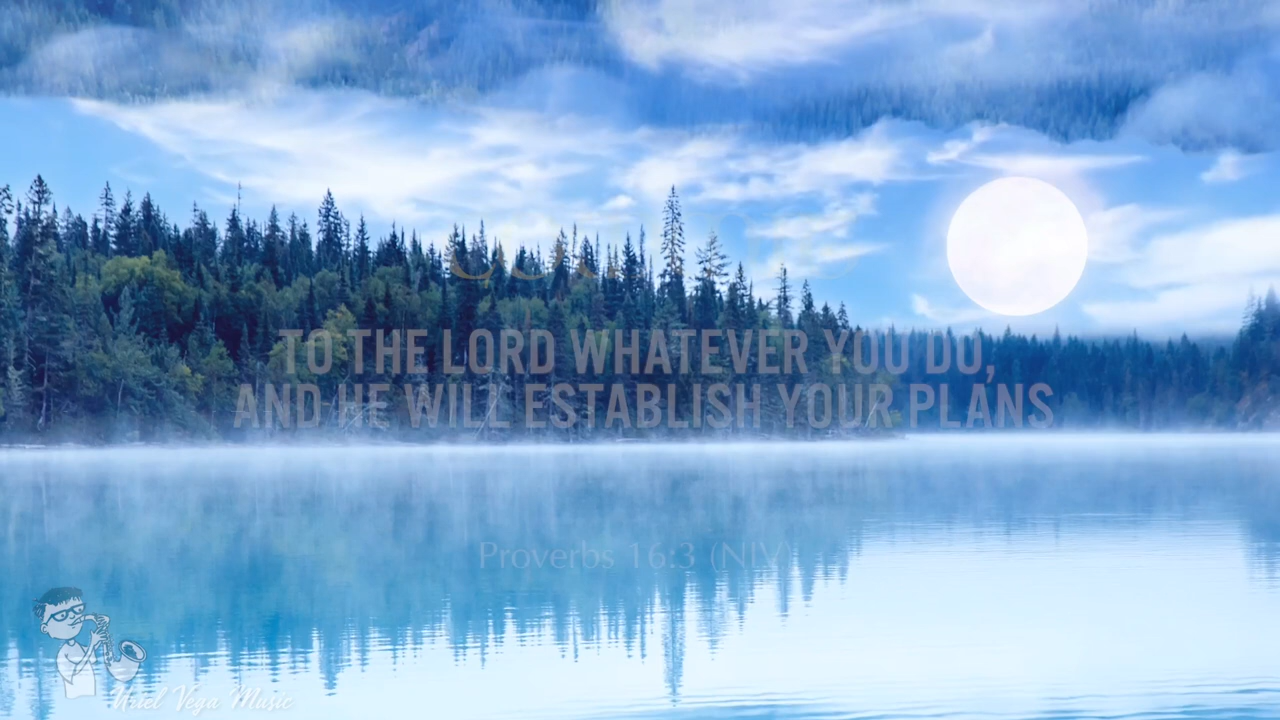 Commit
TO THE LORD WHATEVER YOU DO,
AND HE WILL ESTABLISH YOUR PLANS
Proverbs 16:3 (NIV)
Uriel Vega Music